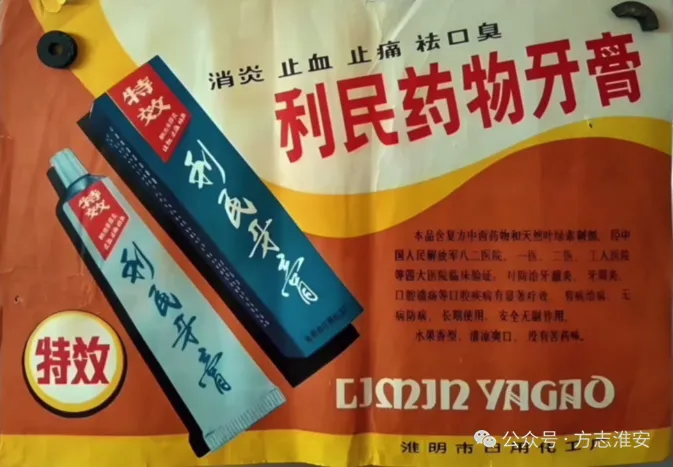 消炎 止血 止痛 祛口臭
利民药物牙膏
特效
利民牙膏
特效
利民牙膏
特效
本品含复方中西药物和天然叶绿素制剂，经中
国人民解放军八二医院、一医、二医、工人医院
等四大医院临床验证，对防治牙龈炎、牙周炎、
口腔溃疡等口腔疾病有显著疗效，有病治病，无
病防病，长期使用，安全无副作用。
水果香型，清凉爽口，没有苦药味。
LIMIN YAGAO
公众号·方志淮安
市日用化工厂